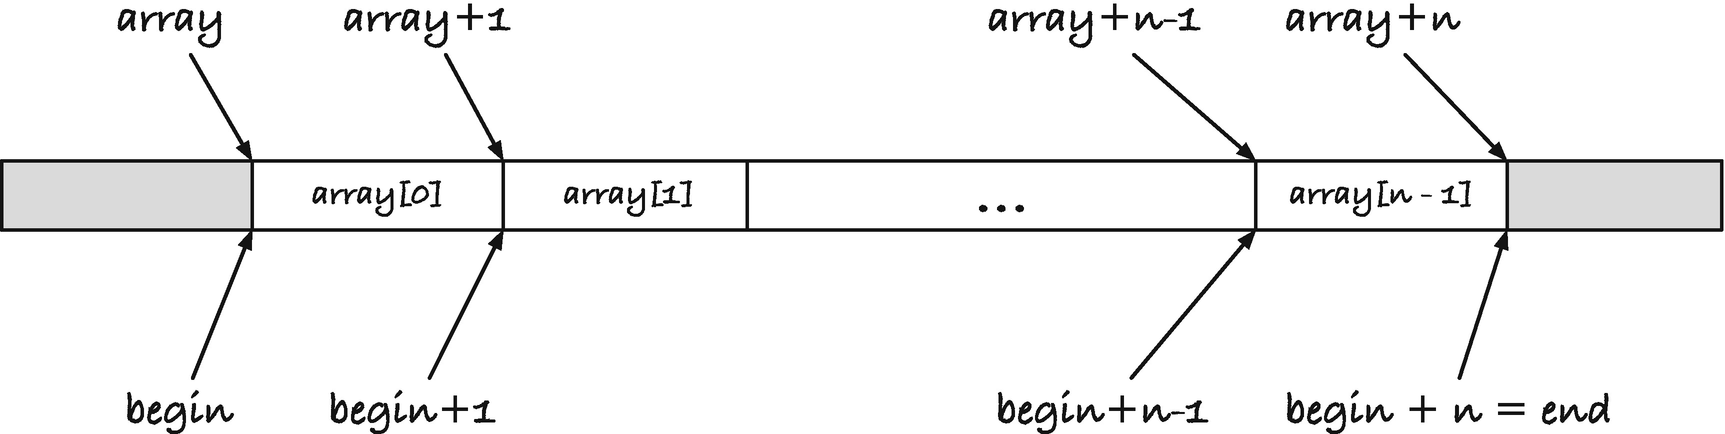 array array+1 array+n-1 array+n
array[0] array[1] ... array[n - 1]
begin begin+1 begin+n-1 begin + n = end